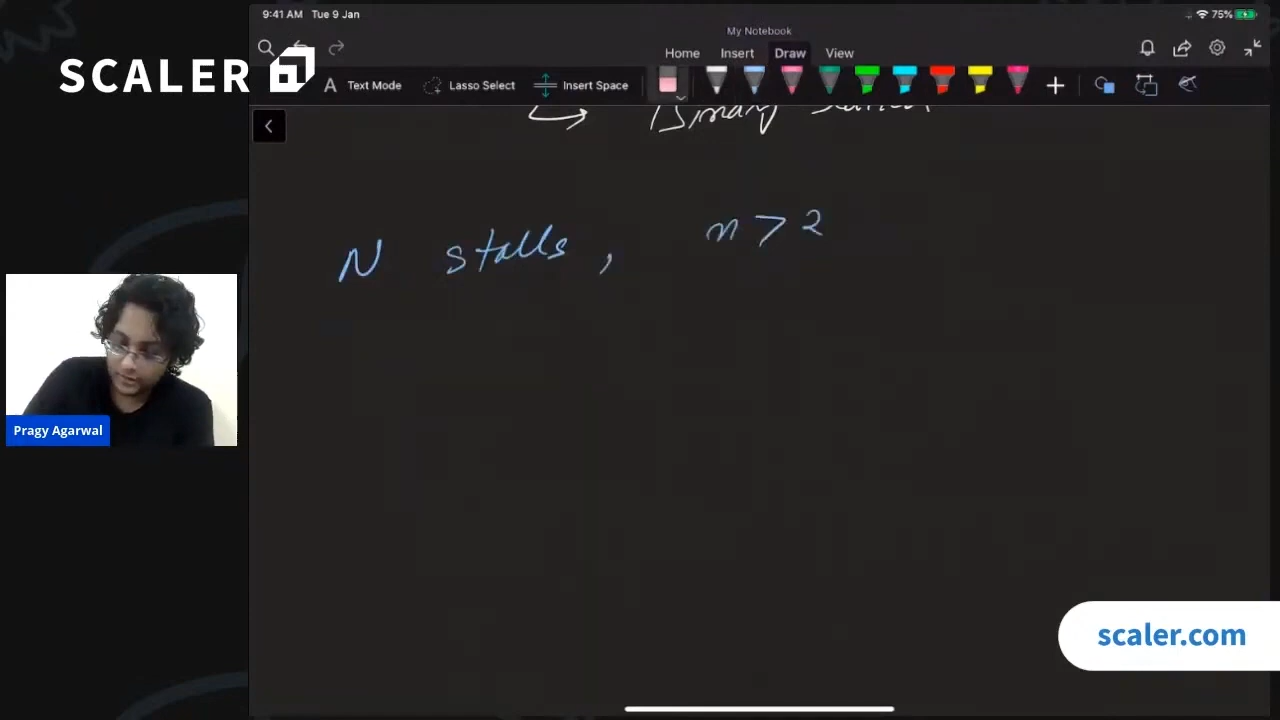 9:41 AM Tue 9 Jan
75%
My Notebook
Home Insert Draw View
SCALER
Text Mode Lasso Select Insert Space
Binary Search
N stalls, n > 2
Pragy Agarwal
scaler.com